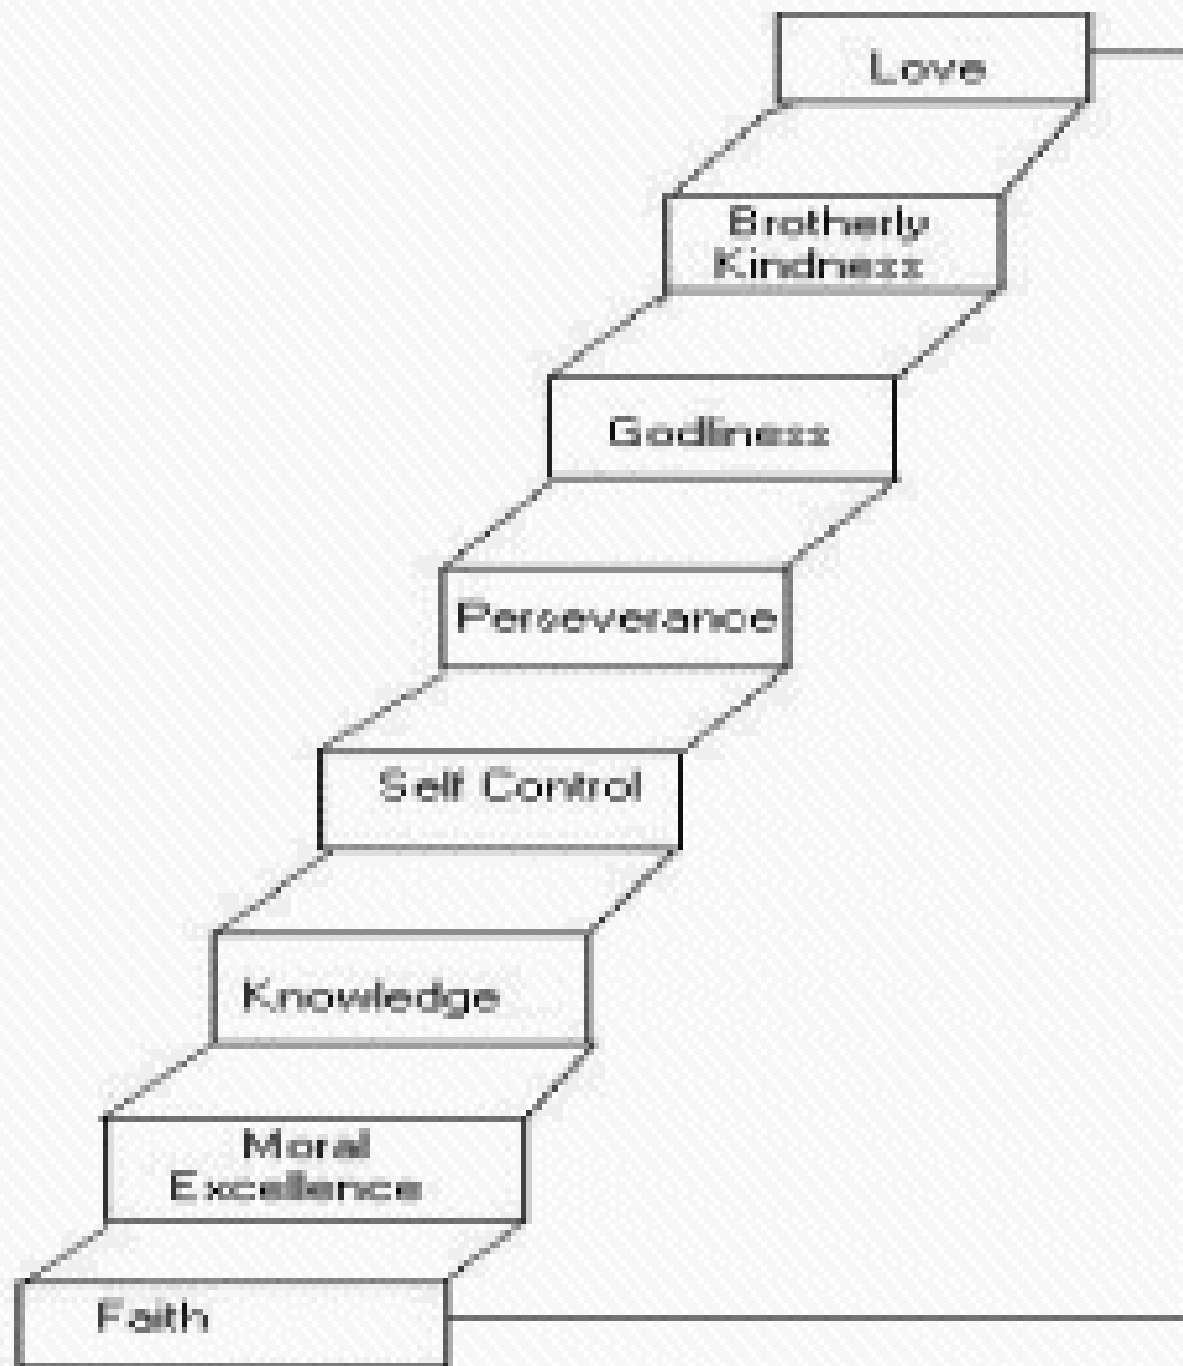 Love
Brotherly
Kindness
Godliness
Perseverance
Self Control
Knowledge
Moral
Excellence
Faith